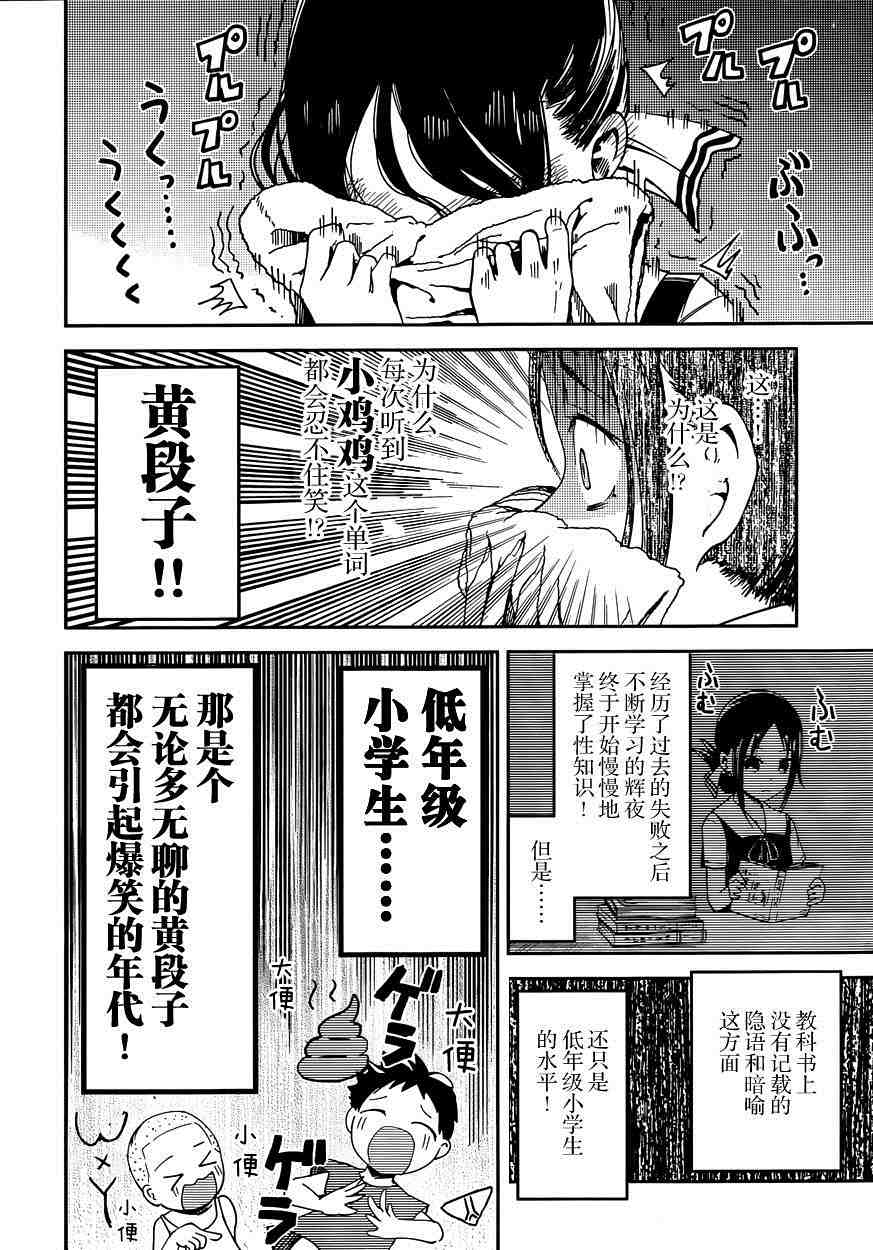 プル
プル
ぶふっ…
プル
プル
うくっ…
うくくくく
这…！
这是
为什么!?
为什么
每次听到
小鸡鸡这个单词
都会忍不住笑!?
黄段子!!
ふむ
ふむ
经历了过去的失败之后
不断学习的辉夜
终于开始慢慢地
掌握了性知识！
但是……
教科书上
没有记载的
隐语和暗喻
这方面
还只是
低年级小学生
的水平！
低年级
小学生……
那是个
无论多无聊的黄段子
都会引起爆笑的年代！
大便
大便
ゲラ
ゲラ
小便
小便
W×Y